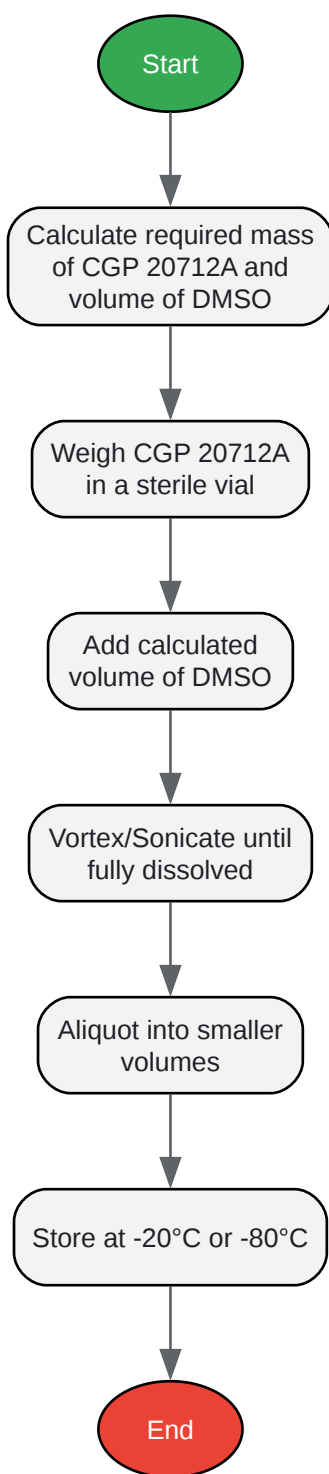 Start
Calculate required mass
of CGP 20712A and
volume of DMSO
Weigh CGP 20712A
in a sterile vial
Add calculated
volume of DMSO
Vortex/Sonicate until
fully dissolved
Aliquot into smaller
volumes
Store at -20°C or -80°C
End